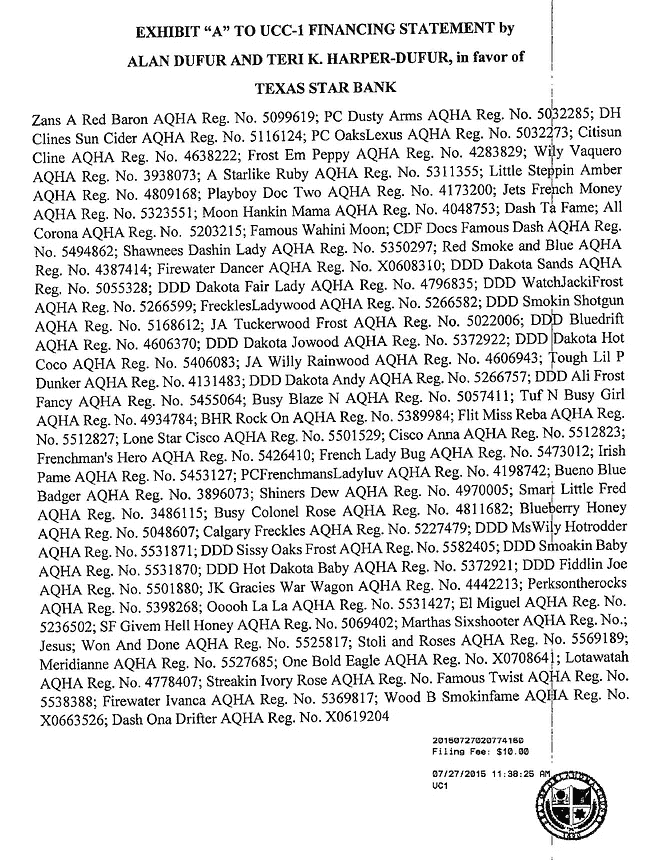 EXHIBIT “A” TO UCC-1 FINANCING STATEMENT by
ALAN DUFUR AND TERI K. HARPER-DUFUR, in favor of
TEXAS STAR BANK
Zans A Red Baron AQHA Reg. No. 5099619; PC Dusty Arms AQHA Reg. No. 5032285; DH
Clines Sun Cider AQHA Reg. No. 5116124; PC OaksLexus AQHA Reg. No. 5032273; Citisun
Cline AQHA Reg. No. 4638222; Frost Em Peppy AQHA Reg. No. 4283829; Wily Vaquero
AQHA Reg. No. 3938073; A Starlike Ruby AQHA Reg. No. 5311355; Little Steppin Amber
AQHA Reg. No. 4809168; Playboy Doc Two AQHA Reg. No. 4173200; Jets French Money
AQHA Reg. No. 5323551; Moon Hankin Mama AQHA Reg. No. 4048753; Dash Ta Fame; All
Corona AQHA Reg. No. 5203215; Famous Wahini Moon; CDF Docs Famous Dash AQHA Reg.
No. 5494862; Shawnees Dashin Lady AQHA Reg. No. 5350297; Red Smoke and Blue AQHA
Reg. No. 4387414; Firewater Dancer AQHA Reg. No. X0608310; DDD Dakota Sands AQHA
Reg. No. 5055328; DDD Dakota Fair Lady AQHA Reg. No. 4796835; DDD WatchJackiFrost
AQHA Reg. No. 5266599; FrecklesLadywood AQHA Reg. No. 5266582; DDD Smokin Shotgun
AQHA Reg. No. 5168612; JA Tuckerwood Frost AQHA Reg. No. 5022006; DDD Bluedrift
AQHA Reg. No. 4606370; DDD Dakota Jowood AQHA Reg. No. 5372922; DDD Dakota Hot
Coco AQHA Reg. No. 5406083; JA Willy Rainwood AQHA Reg. No. 4606943; Tough Lil P
Dunker AQHA Reg. No. 4131483; DDD Dakota Andy AQHA Reg. No. 5266757; DDD Ali Frost
Fancy AQHA Reg. No. 5455064; Busy Blaze N AQHA Reg. No. 5057411; Tuf N Busy Girl
AQHA Reg. No. 4934784; BHR Rock On AQHA Reg. No. 5389984; Flit Miss Reba AQHA Reg.
No. 5512827; Lone Star Cisco AQHA Reg. No. 5501529; Cisco Anna AQHA Reg. No. 5512823;
Frenchman's Hero AQHA Reg. No. 5426410; French Lady Bug AQHA Reg. No. 5473012; Irish
Pame AQHA Reg. No. 5453127; PCFrenchmansLadyluv AQHA Reg. No. 4198742; Bueno Blue
Badger AQHA Reg. No. 3896073; Shiners Dew AQHA Reg. No. 4970005; Smart Little Fred
AQHA Reg. No. 3486115; Busy Colonel Rose AQHA Reg. No. 4811682; Blueberry Honey
AQHA Reg. No. 5048607; Calgary Freckles AQHA Reg. No. 5227479; DDD MsWily Hotrodder
AQHA Reg. No. 5531871; DDD Sissy Oaks Frost AQHA Reg. No. 5582405; DDD Smoakin Baby
AQHA Reg. No. 5531870; DDD Hot Dakota Baby AQHA Reg. No. 5372921; DDD Fiddlin Joe
AQHA Reg. No. 5501880; JK Gracies War Wagon AQHA Reg. No. 4442213; Perksontherocks
AQHA Reg. No. 5398268; Ooooh La La AQHA Reg. No. 5531427; El Miguel AQHA Reg. No.
5236502; SF Givem Hell Honey AQHA Reg. No. 5069402; Marthas Sixshooter AQHA Reg. No.;
Jesus; Won And Done AQHA Reg. No. 5525817; Stoli and Roses AQHA Reg. No. 5569189;
Meridianne AQHA Reg. No. 5527685; One Bold Eagle AQHA Reg. No. X0708641; Lotawatah
AQHA Reg. No. 4778407; Streakin Ivory Rose AQHA Reg. No. Famous Twist AQHA Reg. No.
5538388; Firewater Ivanca AQHA Reg. No. 5369817; Wood B Smokinfame AQHA Reg. No.
X0663526; Dash Ona Drifter AQHA Reg. No. X0619204
20150727020774160
Filing Fee: $10.00
07/27/2015 11:38:25 AM
UC1